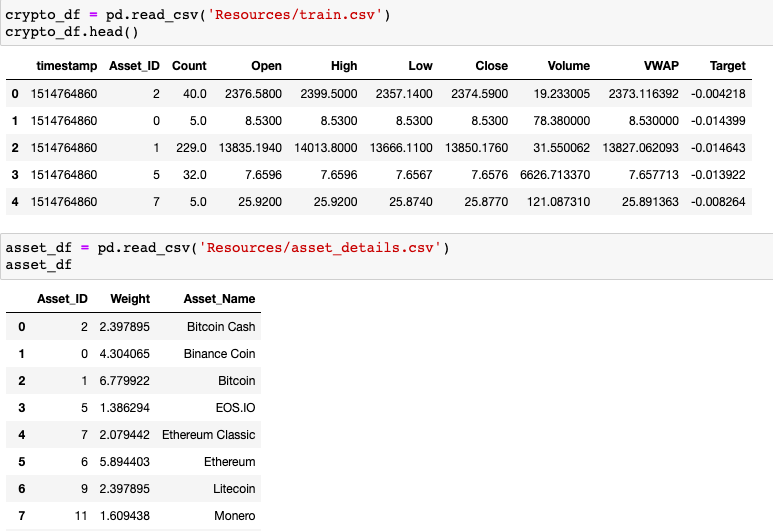 crypto_df = pd.read_csv('Resources/train.csv')
crypto_df.head()
timestamp Asset_ID Count Open High Low Close Volume VWAP Target
0 1514764860 2 40.0 2376.5800 2399.5000 2357.1400 2374.5900 19.233005 2373.116392 -0.004218
1 1514764860 0 5.0 8.5300 8.5300 8.5300 8.5300 78.380000 8.530000 -0.014399
2 1514764860 1 229.0 13835.1940 14013.8000 13666.1100 13850.1760 31.550062 13827.062093 -0.014643
3 1514764860 5 32.0 7.6596 7.6596 7.6567 7.6576 6626.713370 7.657713 -0.013922
4 1514764860 7 5.0 25.9200 25.9200 25.8740 25.8770 121.087310 25.891363 -0.008264
asset_df = pd.read_csv('Resources/asset_details.csv')
asset_df
Asset_ID Weight Asset_Name
0 2 2.397895 Bitcoin Cash
1 0 4.304065 Binance Coin
2 1 6.779922 Bitcoin
3 5 1.386294 EOS.IO
4 7 2.079442 Ethereum Classic
5 6 5.894403 Ethereum
6 9 2.397895 Litecoin
7 11 1.609438 Monero